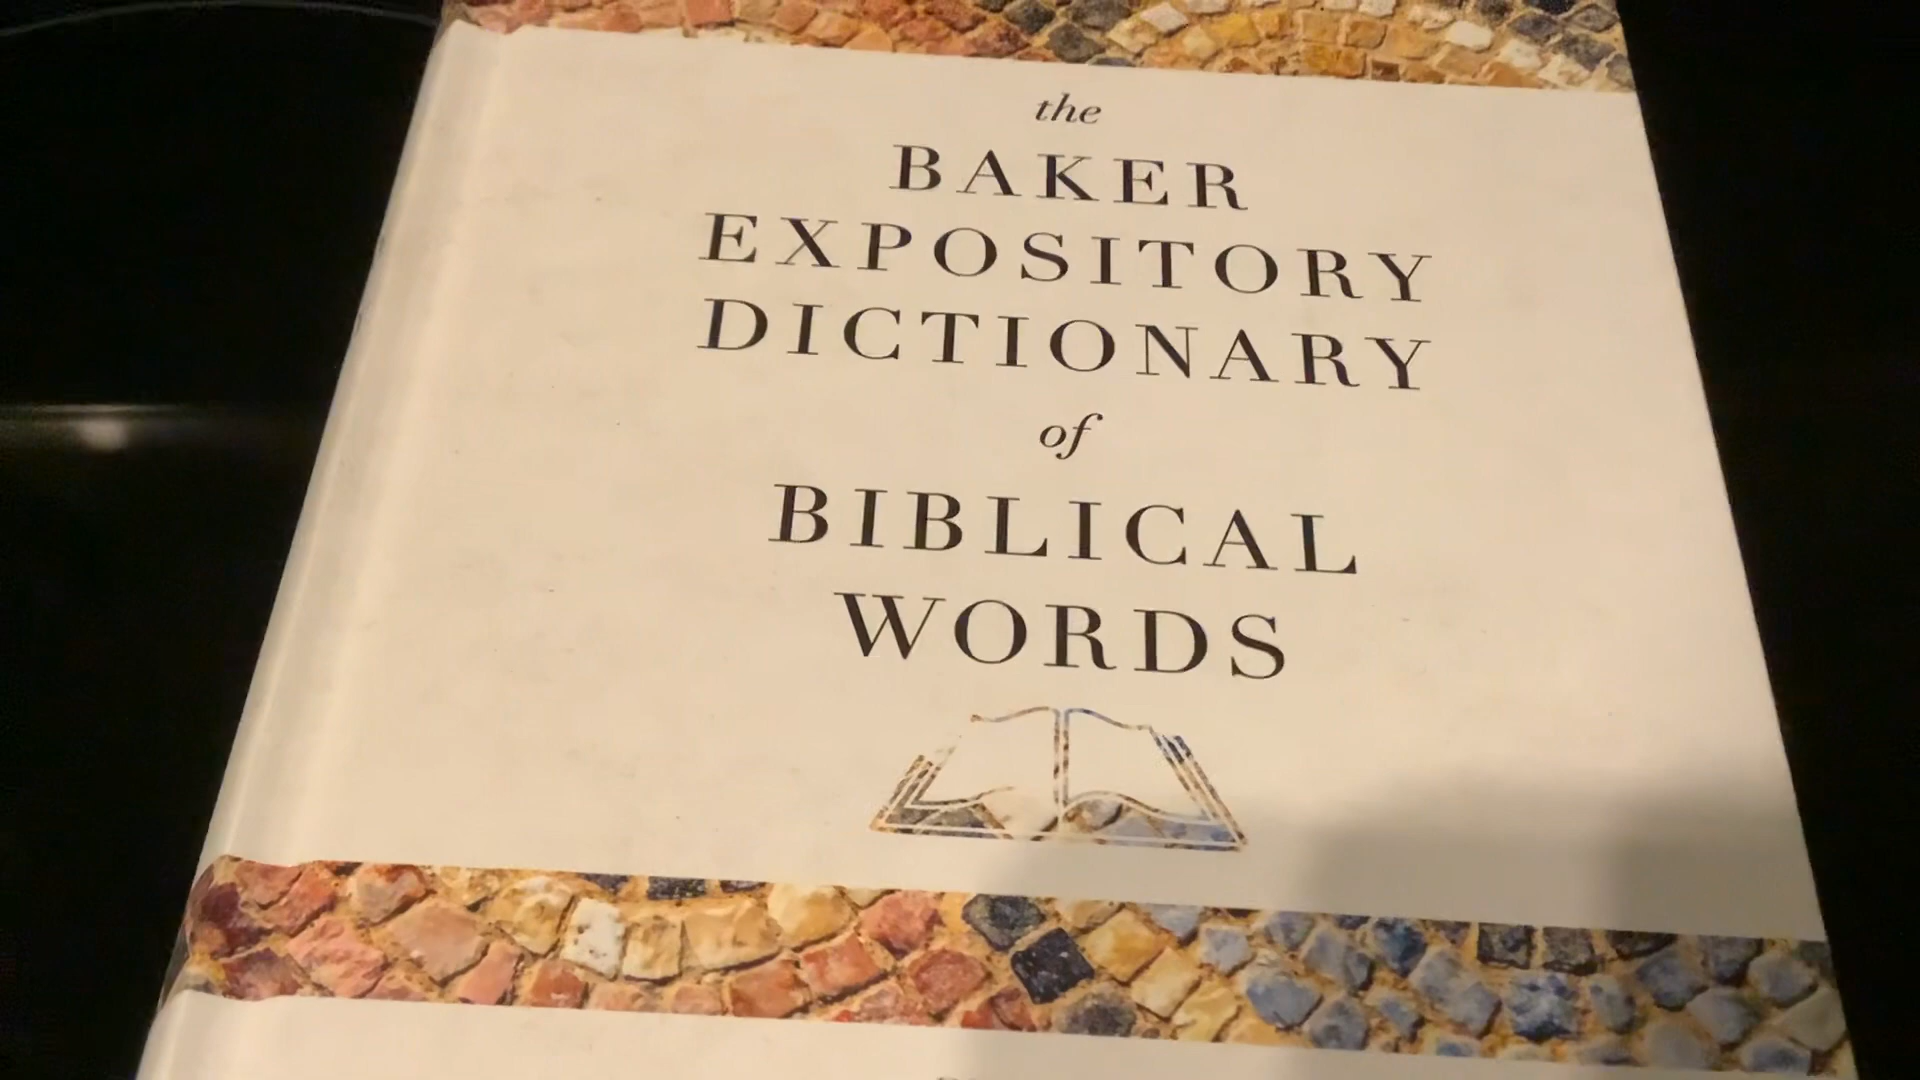 the
BAKER
EXPOSITORY
DICTIONARY
of
BIBLICAL
WORDS